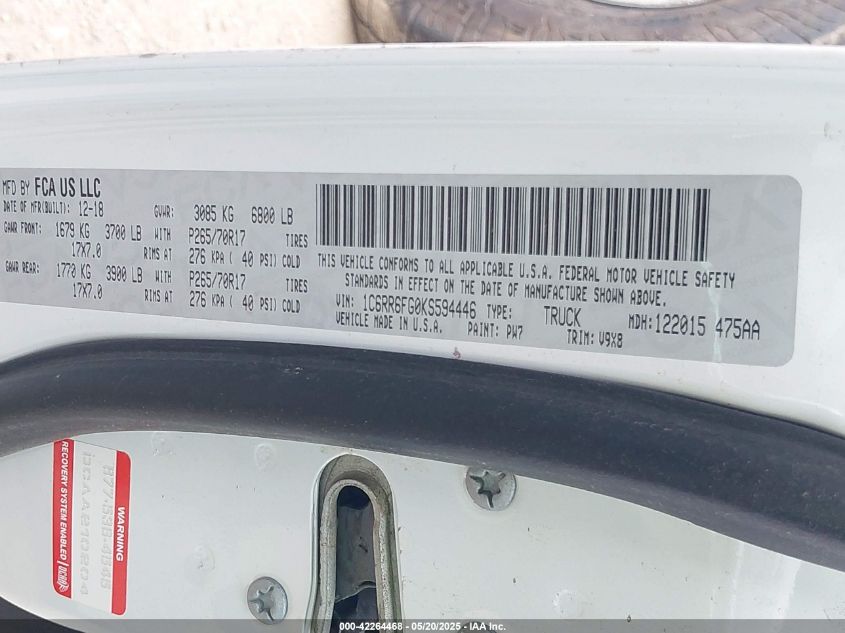 MFD BY FCA US LLC
DATE OF MFR(BUILT): 12-18 GVWR: 3085 KG 6800 LB
GAWR FRONT: 1679 KG 3700 LB WITH P265/70R17 TIRES
17X7.0 RIMS AT 276 KPA ( 40 PSI) COLD
GAWR REAR: 1770 KG 3900 LB WITH P265/70R17 TIRES
17X7.0 RIMS AT 276 KPA ( 40 PSI) COLD
THIS VEHICLE CONFORMS TO ALL APPLICABLE U.S.A. FEDERAL MOTOR VEHICLE SAFETY
STANDARDS IN EFFECT ON THE DATE OF MANUFACTURE SHOWN ABOVE.
VIN: 1C6RR6FG0KS594446 TYPE: TRUCK MDH: 122015 475AA
VEHICLE MADE IN U.S.A. PAINT: PW7 TRIM: V9X8
WARNING
877-539-4848
RECOVERY SYSTEM ENABLED
000-42264468 - 05/20/2025 - IAA Inc.